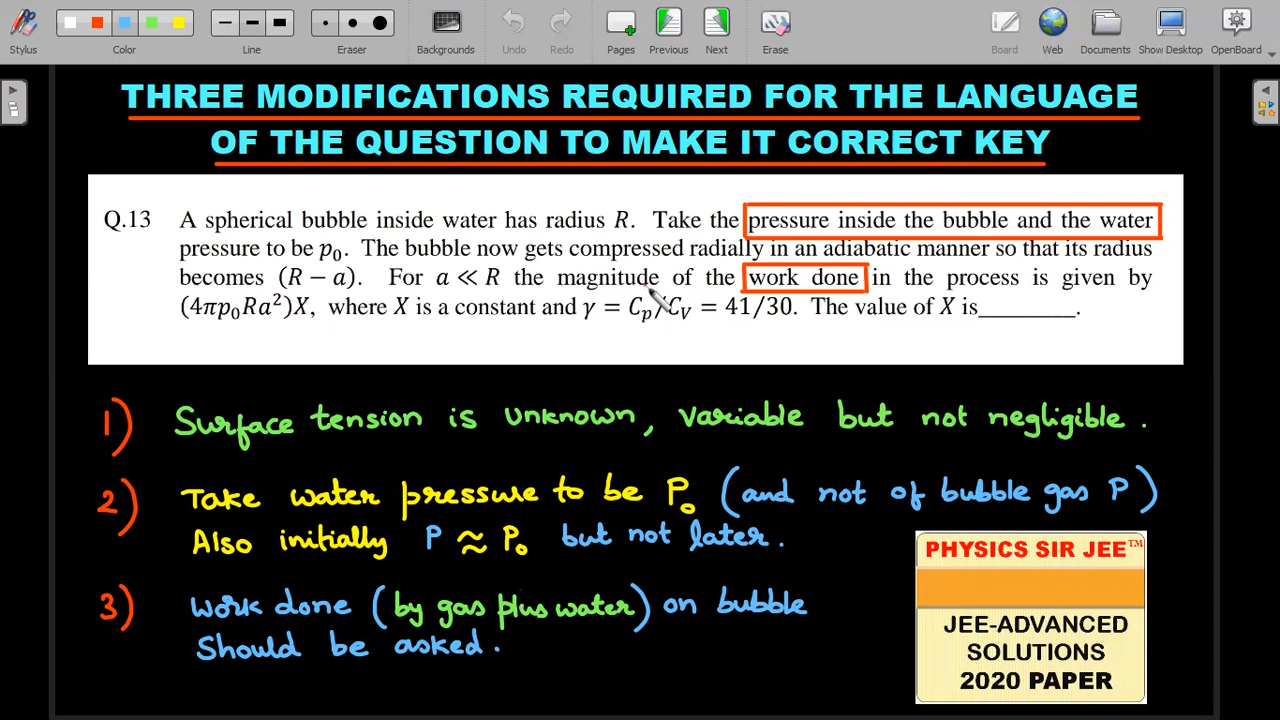 Stylus
Color
Line
Eraser
Backgrounds
Undo
Redo
Pages
Previous
Next
Erase
Board
Web
Documents
Show Desktop
OpenBoard
THREE MODIFICATIONS REQUIRED FOR THE LANGUAGE
OF THE QUESTION TO MAKE IT CORRECT KEY
Q.13 A spherical bubble inside water has radius R. Take the pressure inside the bubble and the water
pressure to be p₀. The bubble now gets compressed radially in an adiabatic manner so that its radius
becomes (R − a). For a ≪ R the magnitude of the work done in the process is given by
(4πp₀Ra²)X, where X is a constant and γ = Cₚ/C_V = 41/30. The value of X is________.
1) Surface tension is unknown, variable but not negligible.
2) Take water pressure to be P₀ (and not of bubble gas P)
Also initially P ≈ P₀ but not later.
3) Work done (by gas plus water) on bubble
Should be asked.
PHYSICS SIR JEE™
JEE-ADVANCED
SOLUTIONS
2020 PAPER